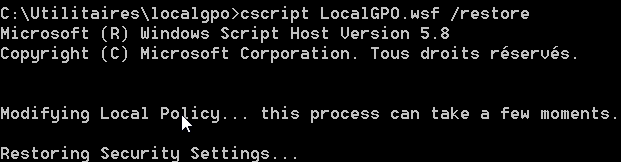 C:\Utilitaires\localgpo>cscript LocalGPO.wsf /restore
Microsoft (R) Windows Script Host Version 5.8
Copyright (C) Microsoft Corporation. Tous droits réservés.
Modifying Local Policy... this process can take a few moments.
Restoring Security Settings...